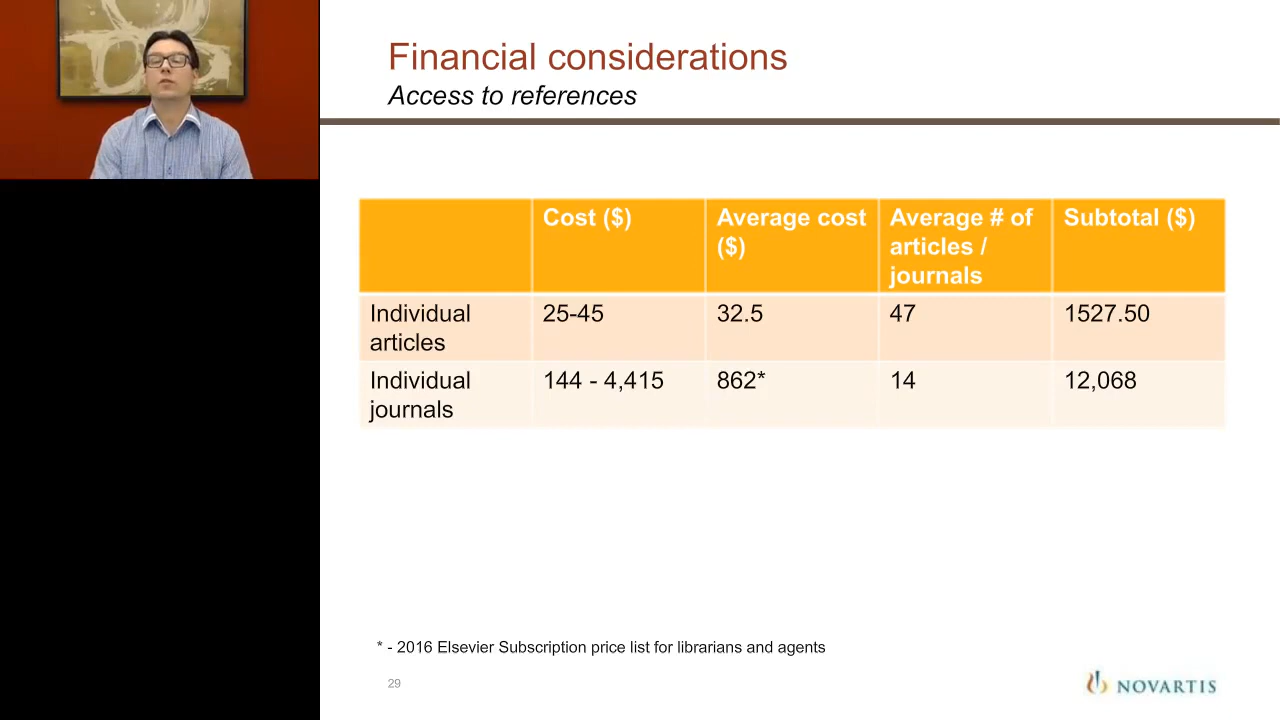 Financial considerations
Access to references
Cost ($)
Average cost ($)
Average # of articles / journals
Subtotal ($)
Individual articles
25-45
32.5
47
1527.50
Individual journals
144 - 4,415
862*
14
12,068
* - 2016 Elsevier Subscription price list for librarians and agents
29
NOVARTIS